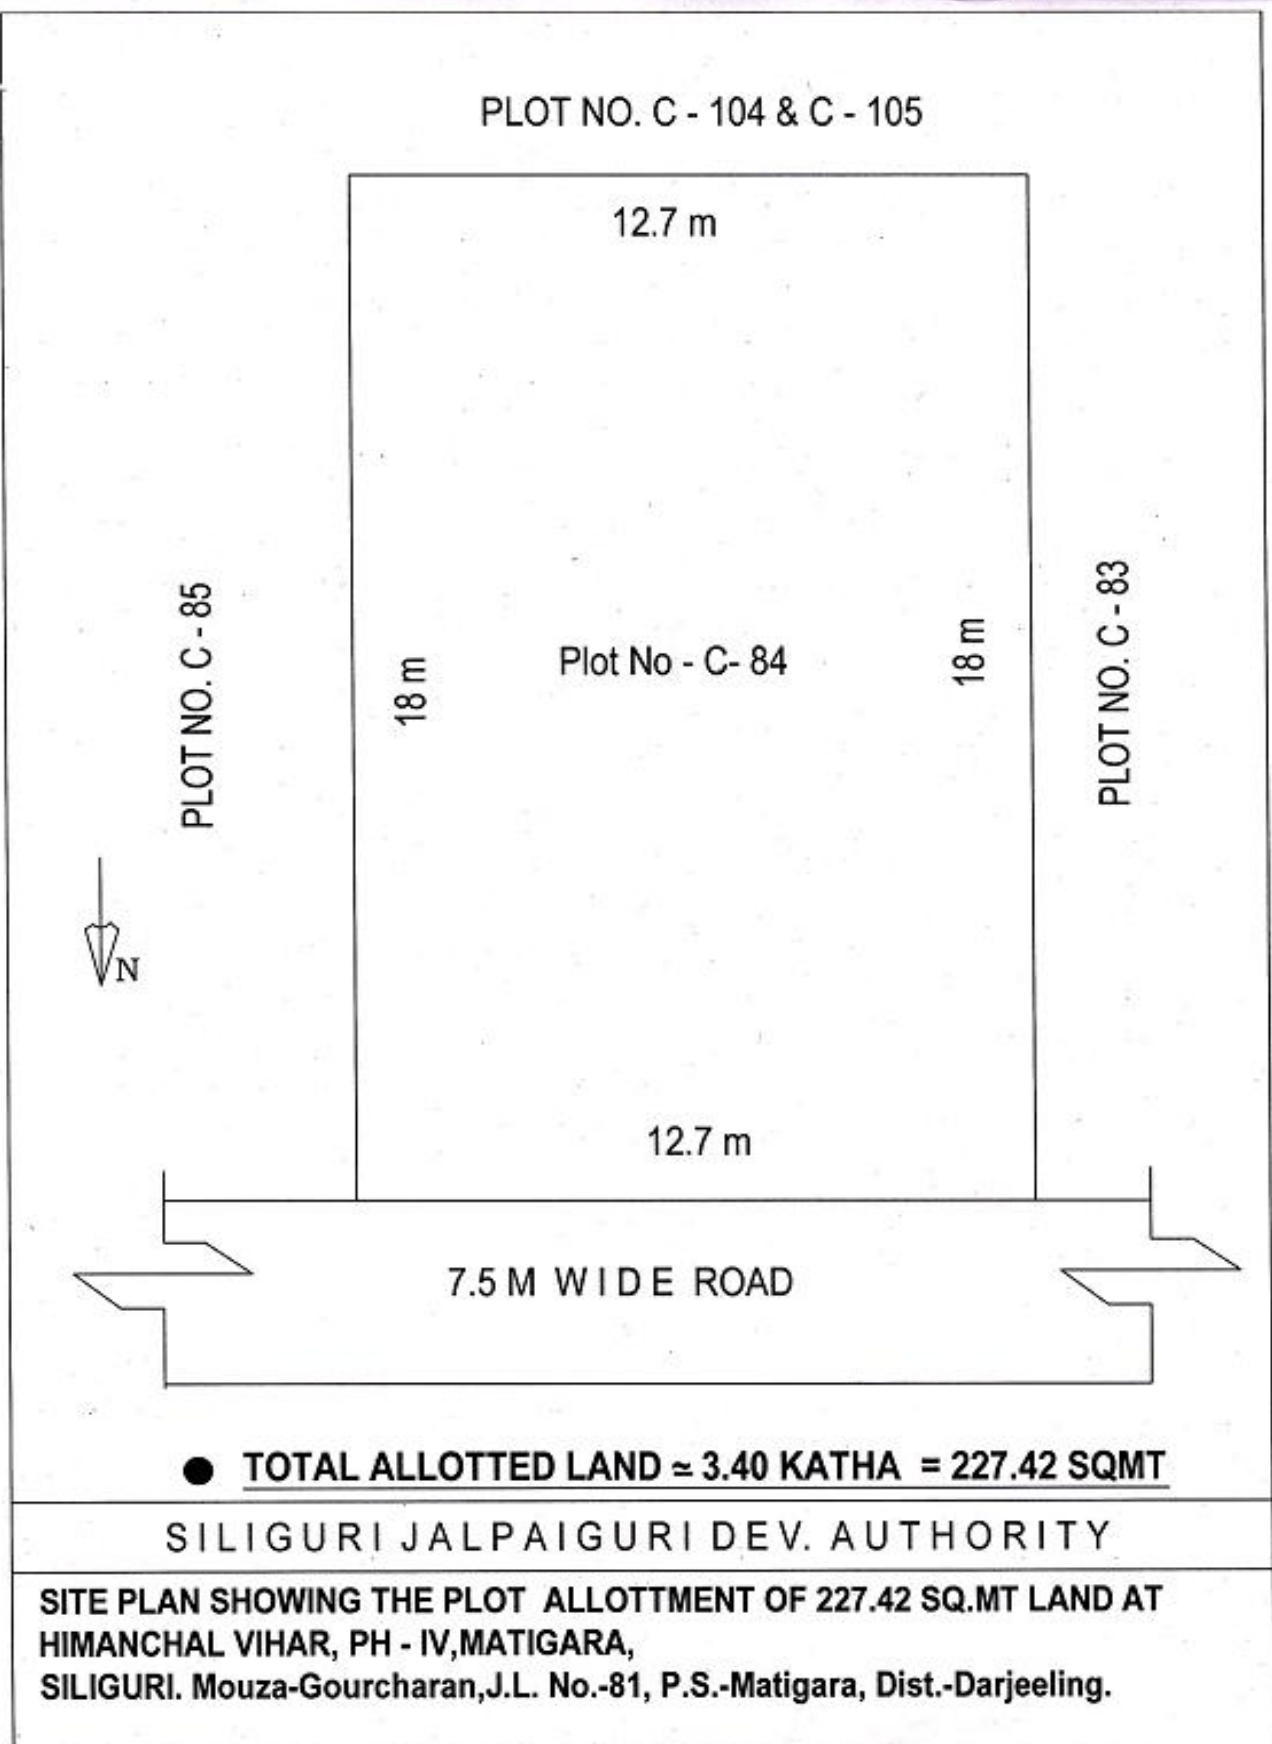 PLOT NO. C - 104 & C - 105
12.7 m
PLOT NO. C - 85
18 m
Plot No - C- 84
18 m
PLOT NO. C - 83
N
12.7 m
7.5 M WIDE ROAD
● TOTAL ALLOTTED LAND ≃ 3.40 KATHA = 227.42 SQMT
SILIGURI JALPAIGURI DEV. AUTHORITY
SITE PLAN SHOWING THE PLOT ALLOTTMENT OF 227.42 SQ.MT LAND AT
HIMANCHAL VIHAR, PH - IV,MATIGARA,
SILIGURI. Mouza-Gourcharan,J.L. No.-81, P.S.-Matigara, Dist.-Darjeeling.